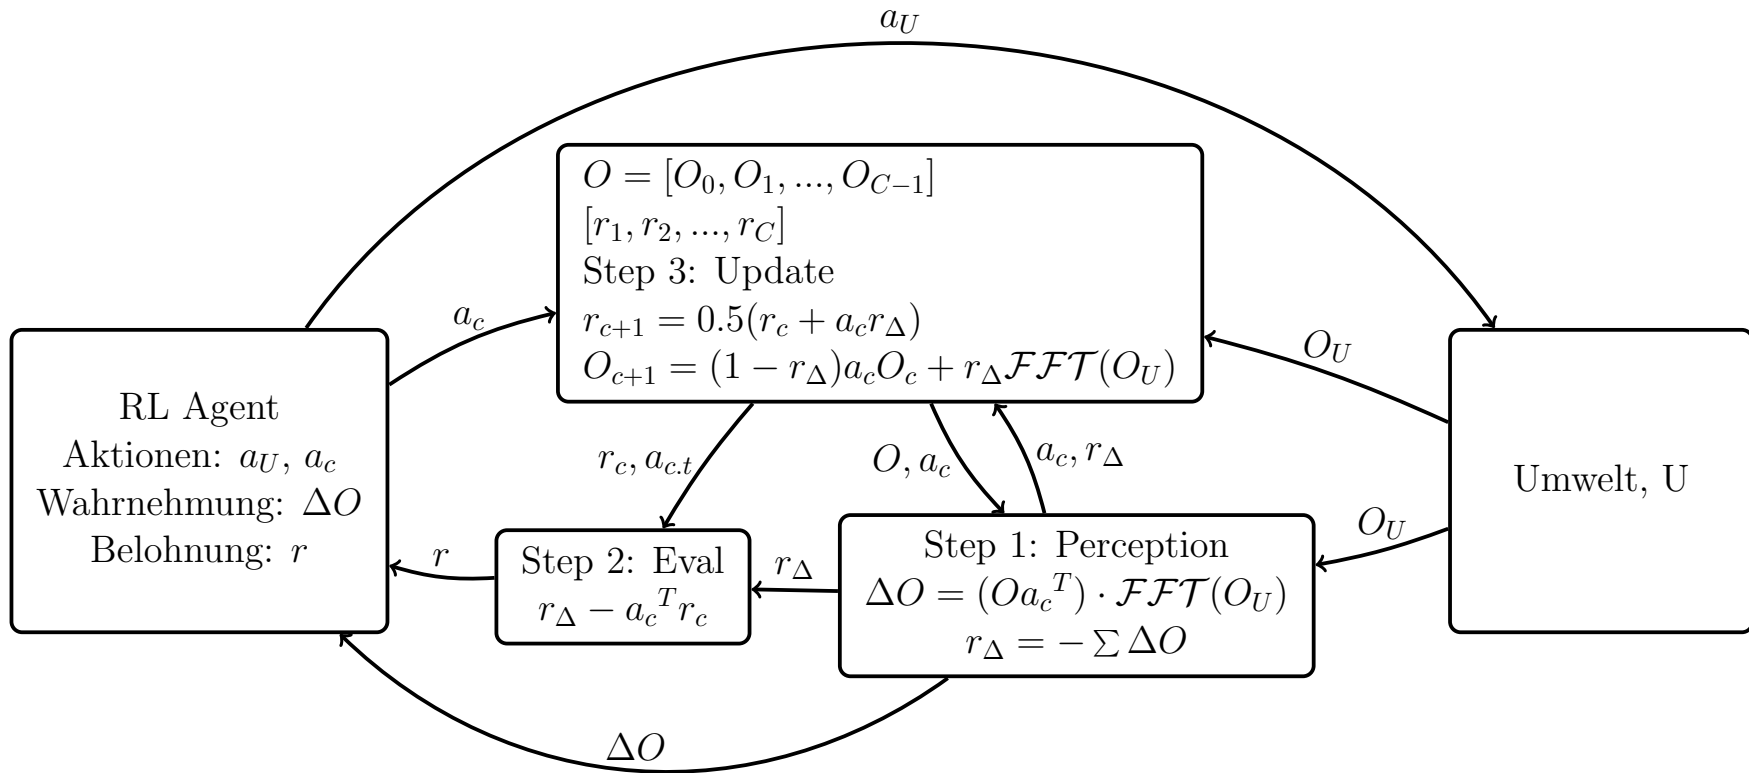 a_U
O = [O_0, O_1, ..., O_{C-1}]
[r_1, r_2, ..., r_C]
Step 3: Update
r_{c+1} = 0.5(r_c + a_c r_Δ)
O_{c+1} = (1 − r_Δ)a_c O_c + r_Δ 𝓕𝓕𝓣(O_U)
a_c
O_U
RL Agent
Aktionen: a_U, a_c
Wahrnehmung: ΔO
Belohnung: r
r_c, a_{c.t}
O, a_c
a_c, r_Δ
Umwelt, U
O_U
r
Step 2: Eval
r_Δ − a_c^T r_c
r_Δ
Step 1: Perception
ΔO = (O a_c^T) · 𝓕𝓕𝓣(O_U)
r_Δ = − ∑ ΔO
ΔO